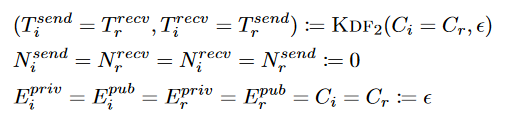 (T_i^{send} = T_r^{recv}, T_i^{recv} = T_r^{send}) := KDF_2(C_i = C_r, ϵ)
N_i^{send} = N_r^{recv} = N_i^{recv} = N_r^{send} := 0
E_i^{priv} = E_i^{pub} = E_r^{priv} = E_r^{pub} = C_i = C_r := ϵ